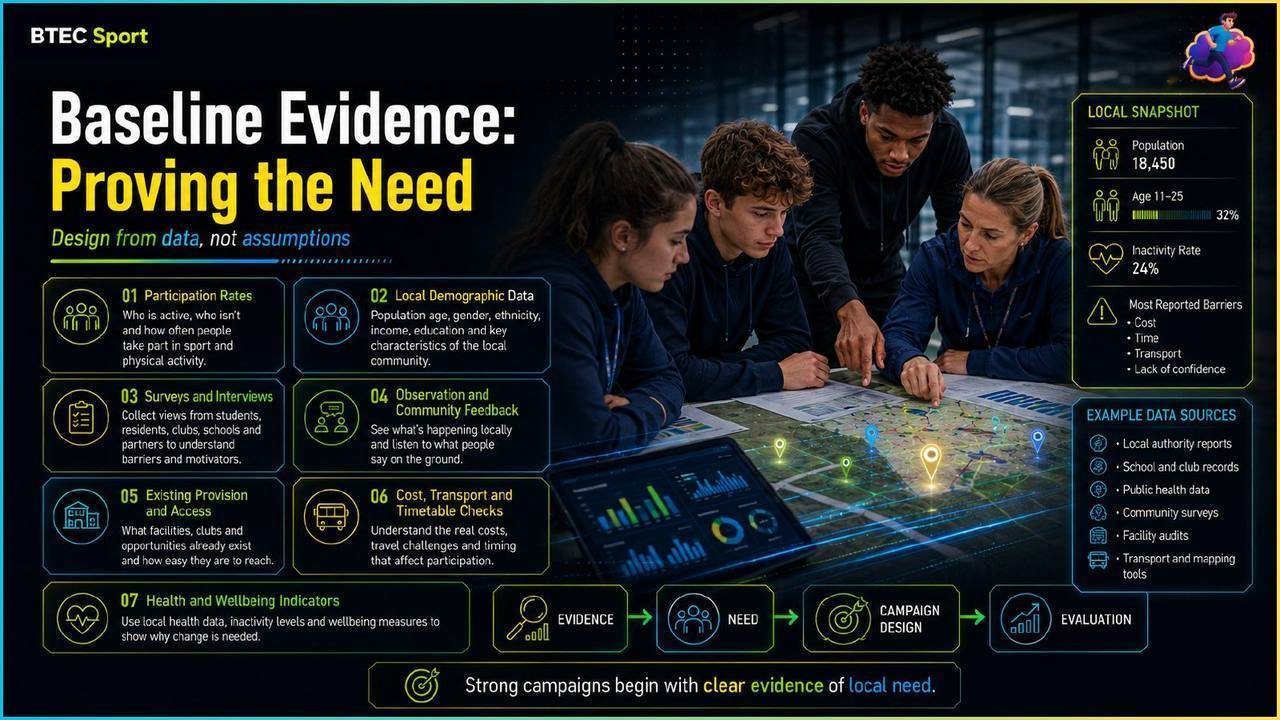 BTEC Sport
Baseline Evidence:
Proving the Need
Design from data, not assumptions
01 Participation Rates
Who is active, who isn't
and how often people
take part in sport and
physical activity.
02 Local Demographic Data
Population age, gender, ethnicity,
income, education and key
characteristics of the local
community.
03 Surveys and Interviews
Collect views from students,
residents, clubs, schools and
partners to understand
barriers and motivators.
04 Observation and
Community Feedback
See what's happening locally
and listen to what people
say on the ground.
05 Existing Provision
and Access
What facilities, clubs and
opportunities already exist
and how easy they are to reach.
06 Cost, Transport and
Timetable Checks
Understand the real costs,
travel challenges and timing
that affect participation.
07 Health and Wellbeing Indicators
Use local health data, inactivity levels and wellbeing measures to
show why change is needed.
LOCAL SNAPSHOT
Population
18,450
Age 11–25
32%
Inactivity Rate
24%
Most Reported Barriers
• Cost
• Time
• Transport
• Lack of confidence
EXAMPLE DATA SOURCES
• Local authority reports
• School and club records
• Public health data
• Community surveys
• Facility audits
• Transport and mapping
tools
EVIDENCE
NEED
CAMPAIGN
DESIGN
EVALUATION
Strong campaigns begin with clear evidence of local need.